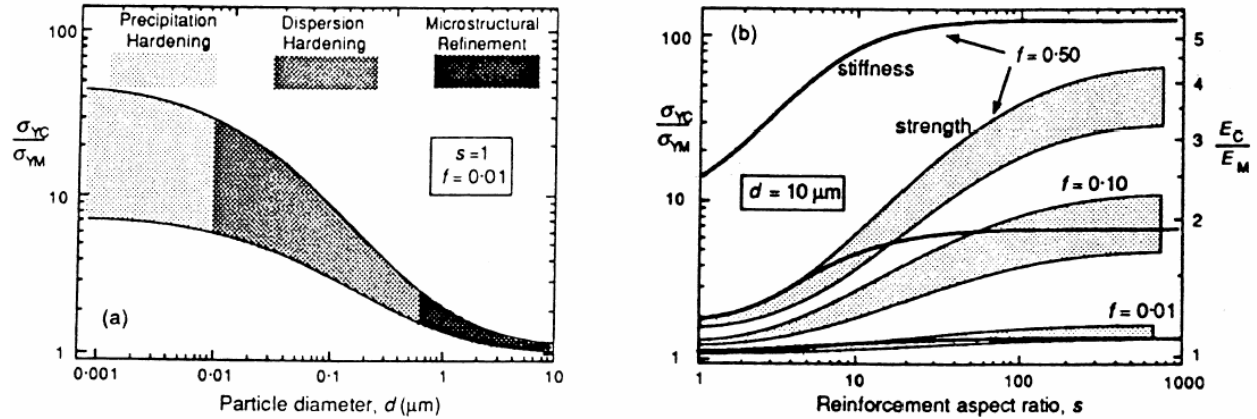 Precipitation Hardening
Dispersion Hardening
Microstructural Refinement
100
10
1
σYC
σYM
s=1
f = 0·01
(a)
0·001
0·01
0·1
1
10
Particle diameter, d (μm)
(b)
f = 0·50
stiffness
strength
100
10
1
σYC
σYM
d = 10 μm
f = 0·10
f = 0·01
5
4
3
2
1
EC
EM
1
10
100
1000
Reinforcement aspect ratio, s